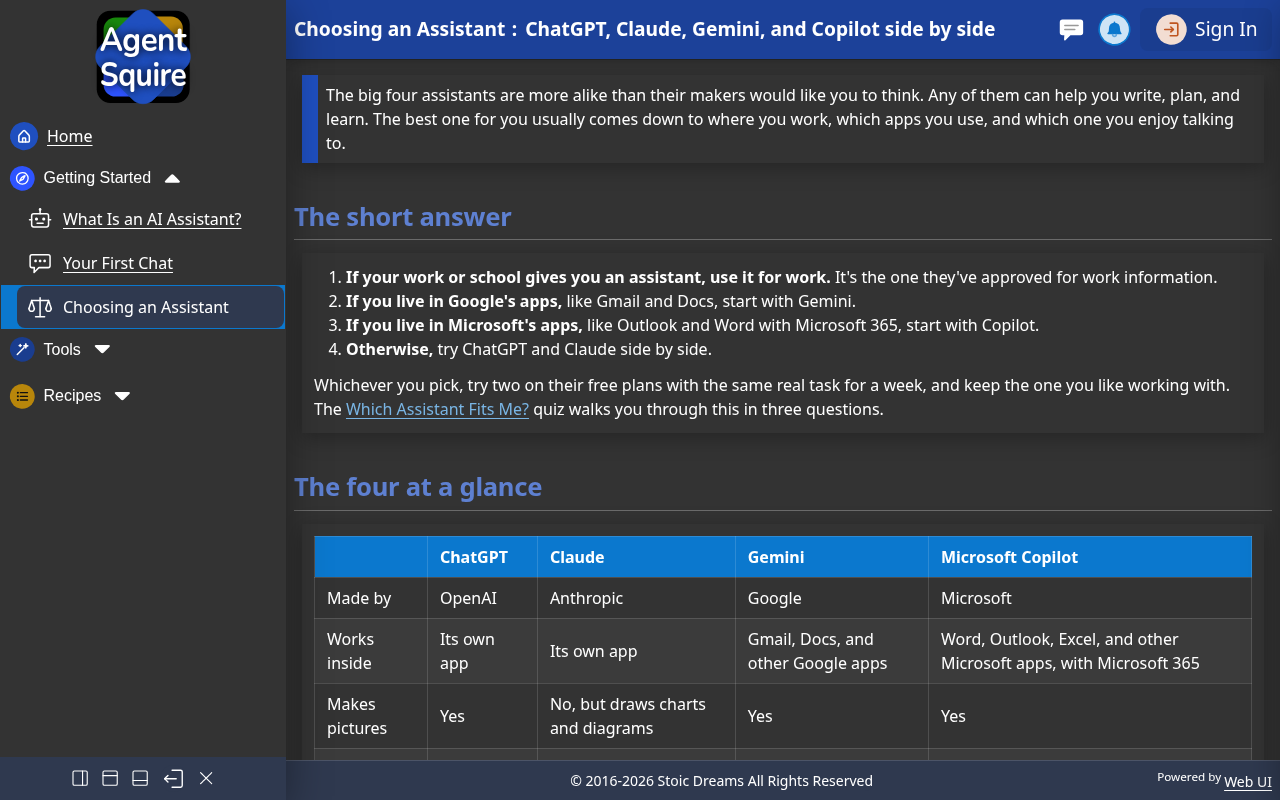 Agent
Squire
Home
Getting Started
What Is an AI Assistant?
Your First Chat
Choosing an Assistant
Tools
Recipes
Choosing an Assistant : ChatGPT, Claude, Gemini, and Copilot side by side
Sign In
The big four assistants are more alike than their makers would like you to think. Any of them can help you write, plan, and
learn. The best one for you usually comes down to where you work, which apps you use, and which one you enjoy talking
to.
The short answer
1. If your work or school gives you an assistant, use it for work. It's the one they've approved for work information.
2. If you live in Google's apps, like Gmail and Docs, start with Gemini.
3. If you live in Microsoft's apps, like Outlook and Word with Microsoft 365, start with Copilot.
4. Otherwise, try ChatGPT and Claude side by side.
Whichever you pick, try two on their free plans with the same real task for a week, and keep the one you like working with.
The Which Assistant Fits Me? quiz walks you through this in three questions.
The four at a glance
ChatGPT Claude Gemini Microsoft Copilot
Made by OpenAI Anthropic Google Microsoft
Works inside Its own app Its own app Gmail, Docs, and other Google apps Word, Outlook, Excel, and other Microsoft apps, with Microsoft 365
Makes pictures Yes No, but draws charts and diagrams Yes Yes
© 2016-2026 Stoic Dreams All Rights Reserved
Powered by Web UI